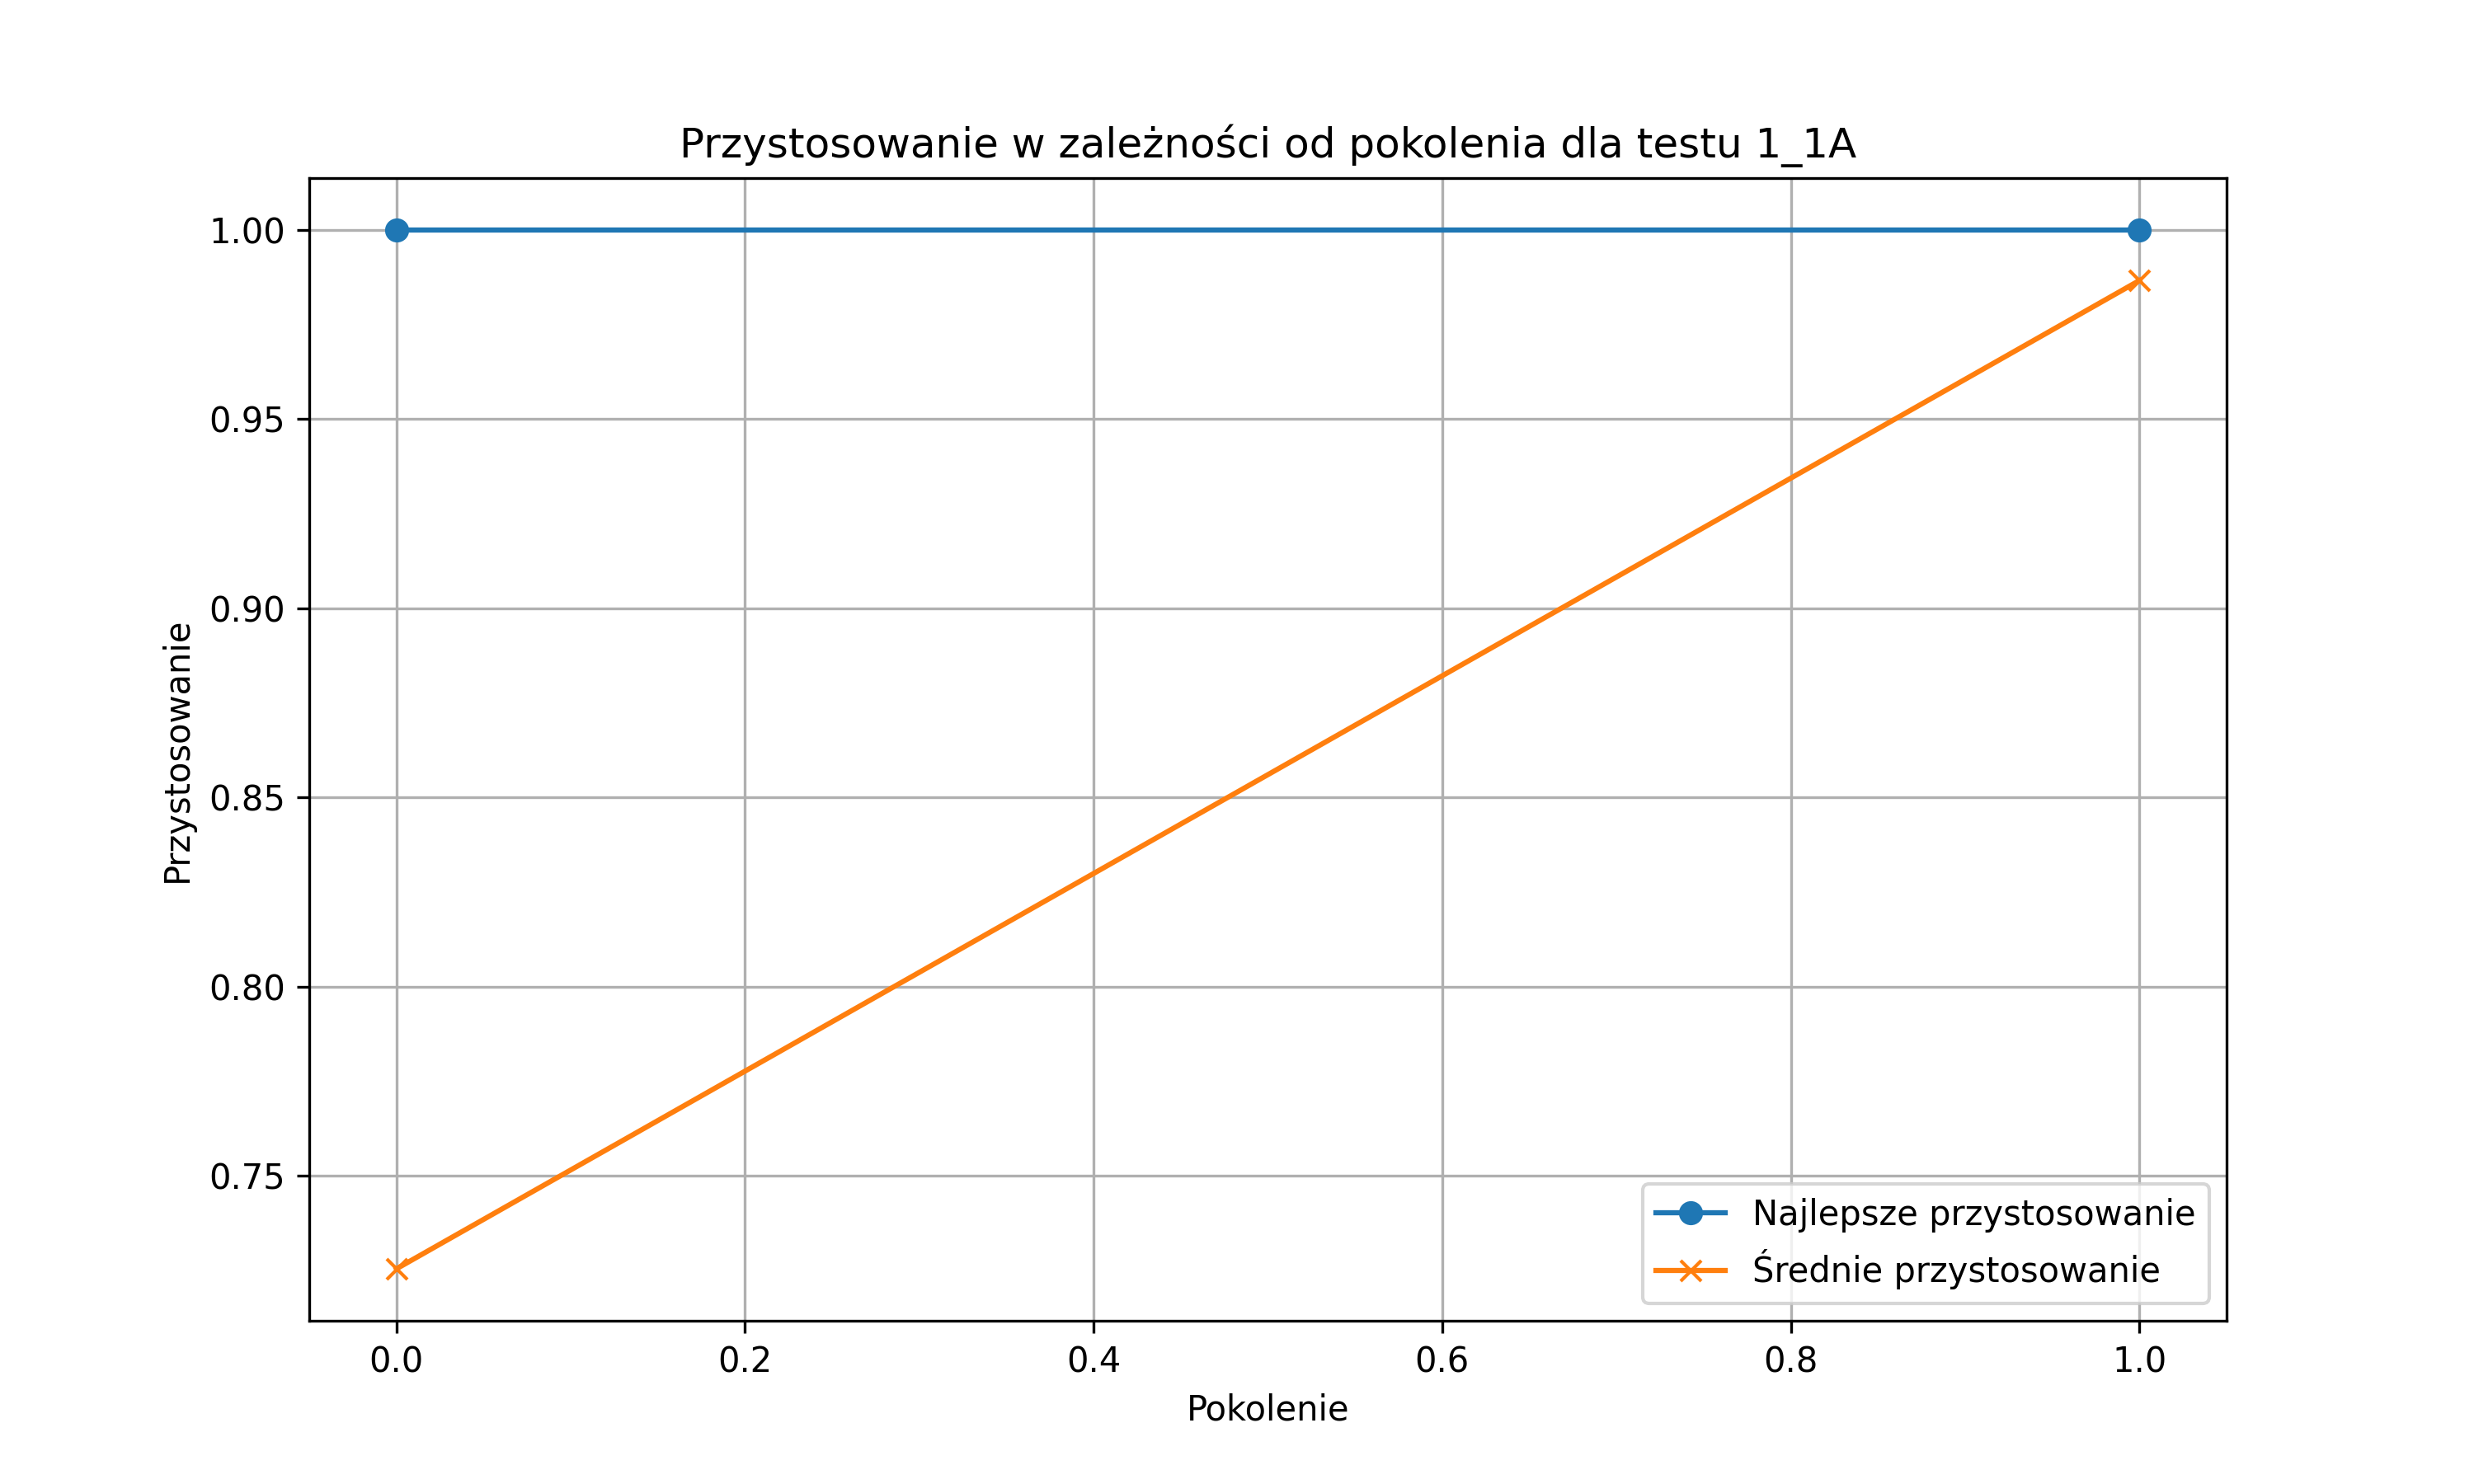 Przystosowanie w zależności od pokolenia dla testu 1_1A
1.00
0.95
0.90
0.85
0.80
0.75
Przystosowanie
Najlepsze przystosowanie
Średnie przystosowanie
0.0 0.2 0.4 0.6 0.8 1.0
Pokolenie